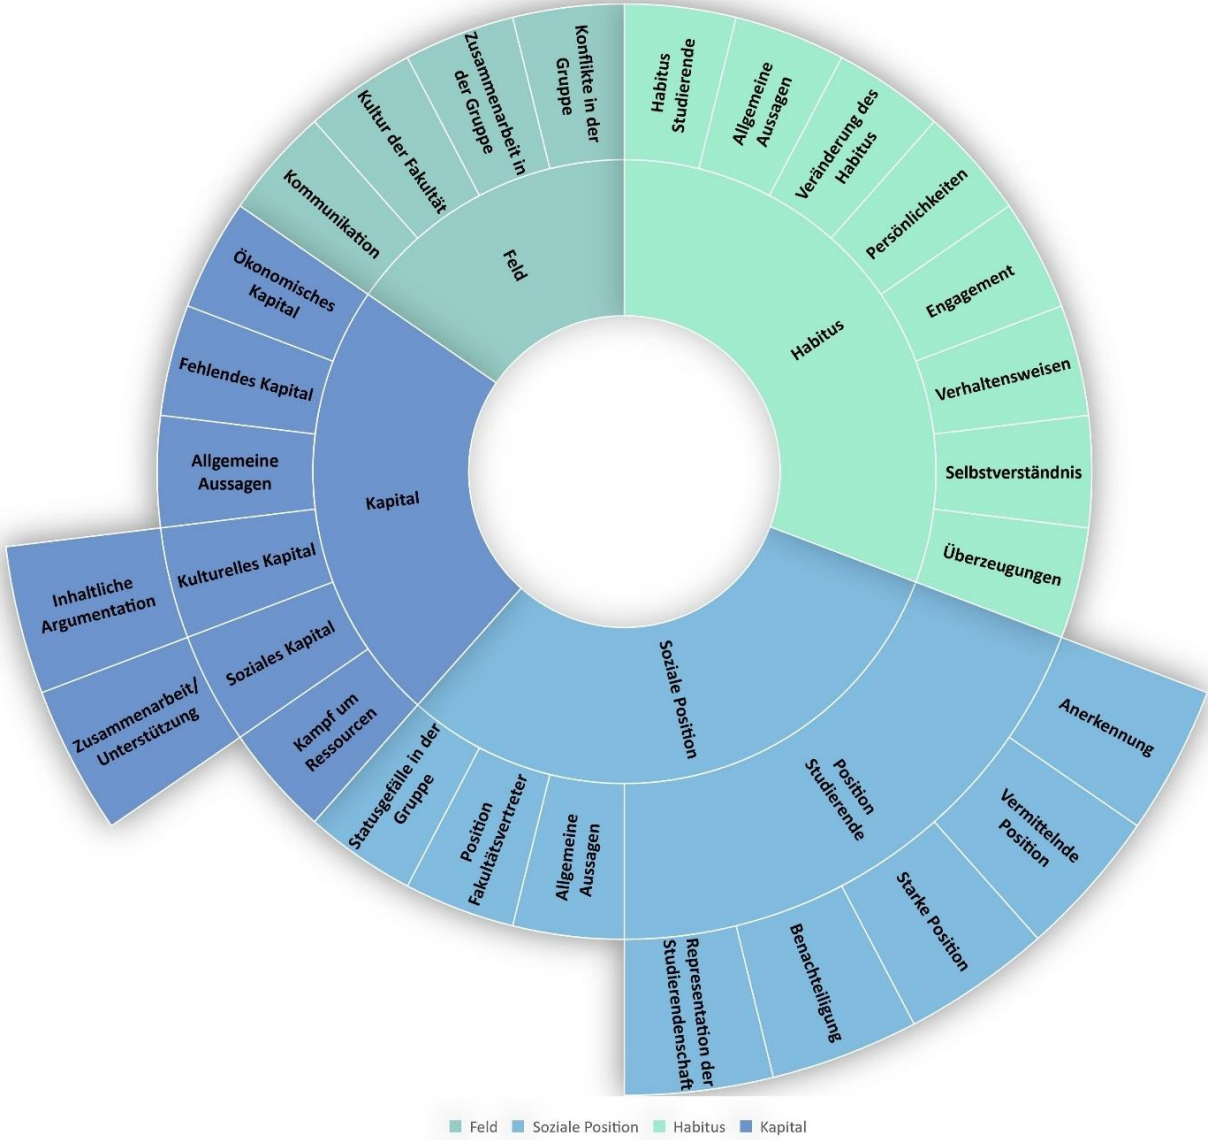 Habitus
Studierende
Allgemeine
Aussagen
Veränderung des
Habitus
Persönlichkeiten
Engagement
Verhaltensweisen
Selbstverständnis
Überzeugungen
Habitus
Soziale Position
Position
Studierende
Anerkennung
Vermittelnde
Position
Starke Position
Benachteiligung
Representation der
Studierendenschaft
Allgemeine
Aussagen
Position
Fakultätsvertreter
Statusgefälle in der
Gruppe
Kapital
Kampf um
Ressourcen
Soziales Kapital
Zusammenarbeit/
Unterstützung
Kulturelles Kapital
Inhaltliche
Argumentation
Allgemeine
Aussagen
Fehlendes Kapital
Ökonomisches
Kapital
Feld
Kommunikation
Kultur der Fakultät
Zusammenarbeit in
der Gruppe
Konflikte in der
Gruppe
Feld Soziale Position Habitus Kapital